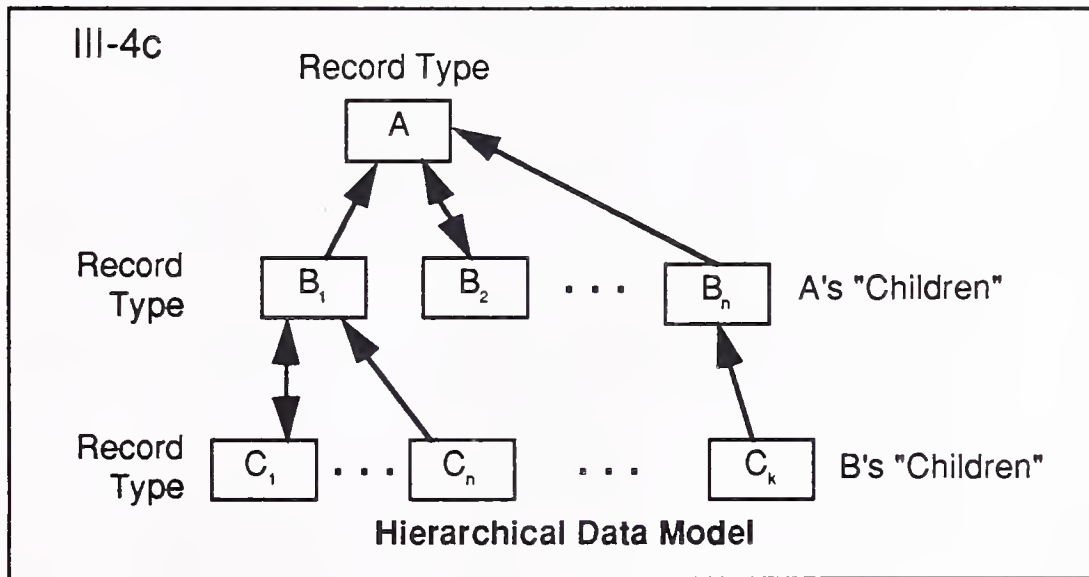 III-4c
Record Type
A
Record Type
B₁
B₂
. . .
Bₙ
A's "Children"
Record Type
C₁
. . .
Cₙ
. . .
Cₖ
B's "Children"
Hierarchical Data Model